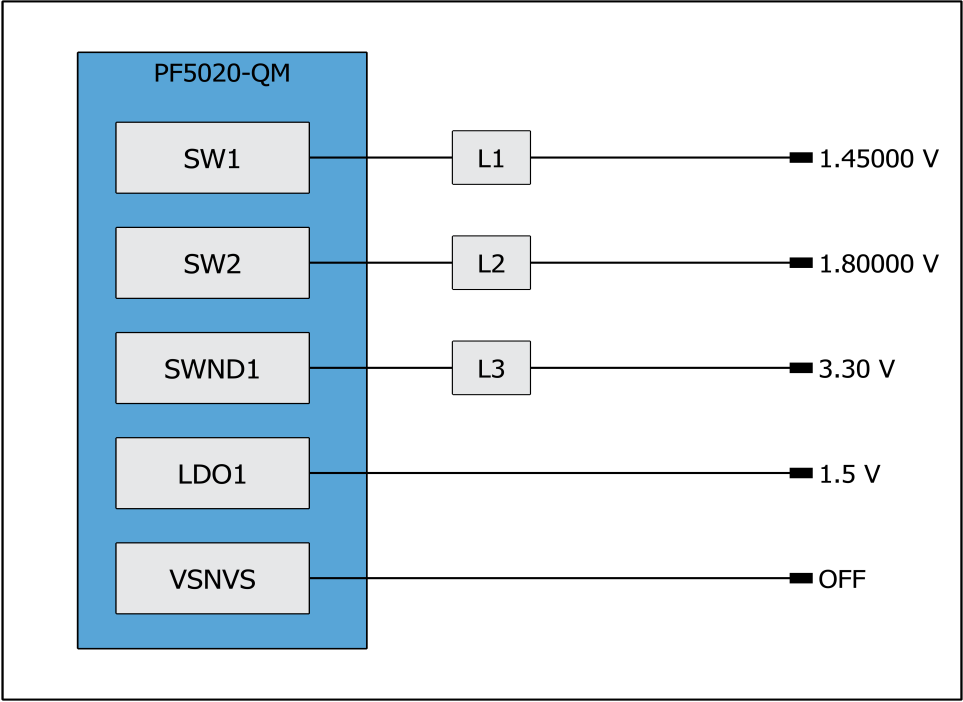 PF5020-QM
SW1 L1 1.45000 V
SW2 L2 1.80000 V
SWND1 L3 3.30 V
LDO1 1.5 V
VSNVS OFF